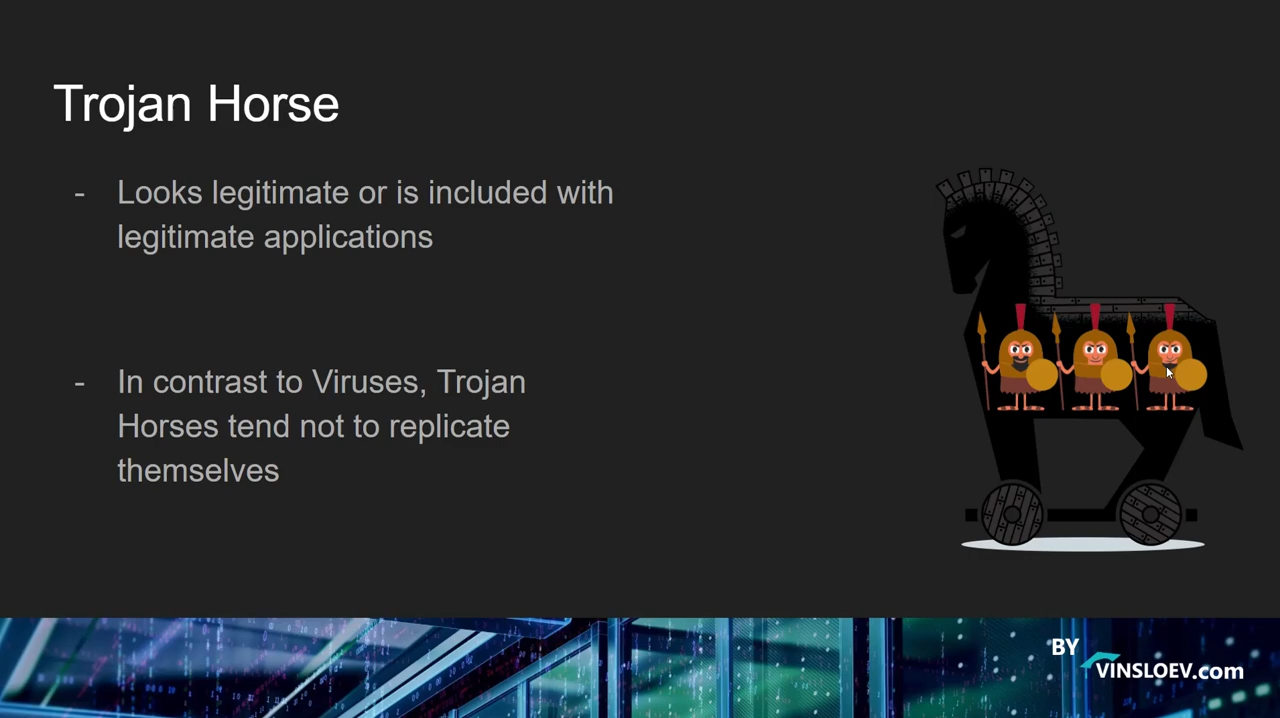 Trojan Horse
- Looks legitimate or is included with
legitimate applications
- In contrast to Viruses, Trojan
Horses tend not to replicate
themselves
BY
VINSLOEV.com